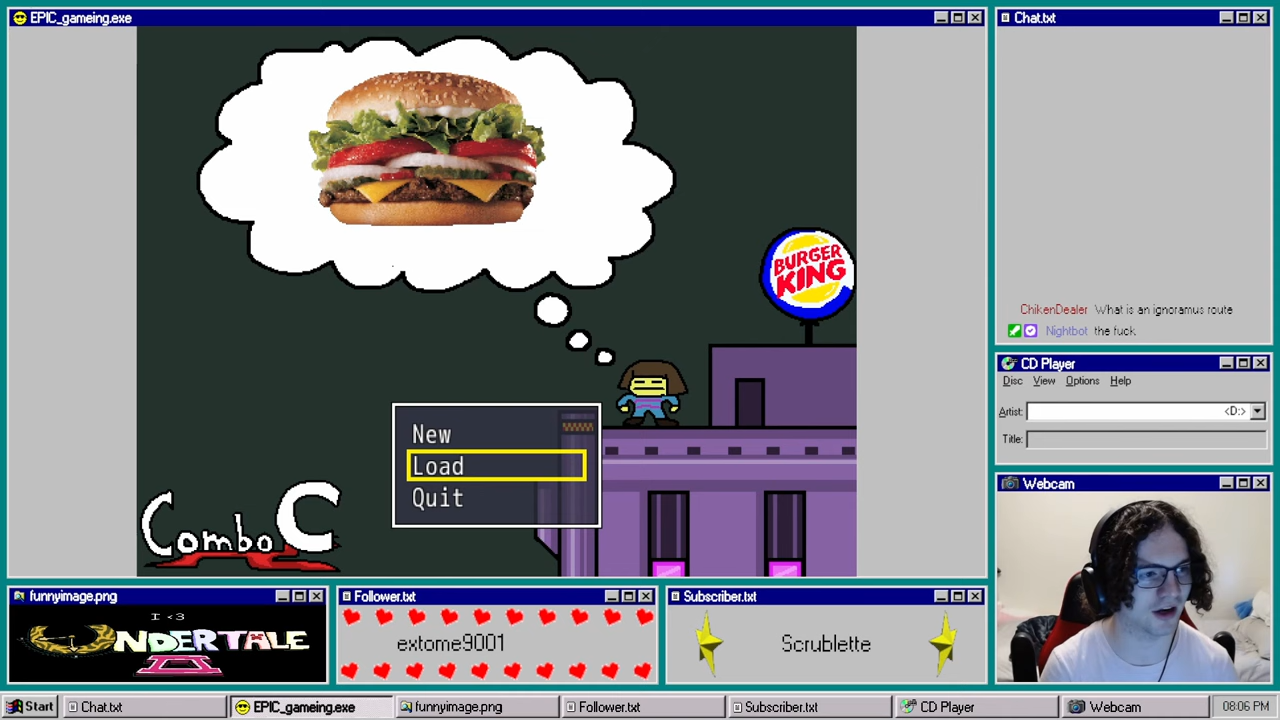 EPIC_gameing.exe
BURGER
KING
New
Load
Quit
Combo C
Chat.txt
ChikenDealer What is an ignoramus route
Nightbot the fuck
CD Player
Disc View Options Help
Artist: <D:>
Title:
Webcam
funnyimage.png
I <3
UNDERTALE
II
Follower.txt
extome9001
Subscriber.txt
Scrublette
Start Chat.txt EPIC_gameing.exe funnyimage.png Follower.txt Subscriber.txt CD Player Webcam 08:06 PM